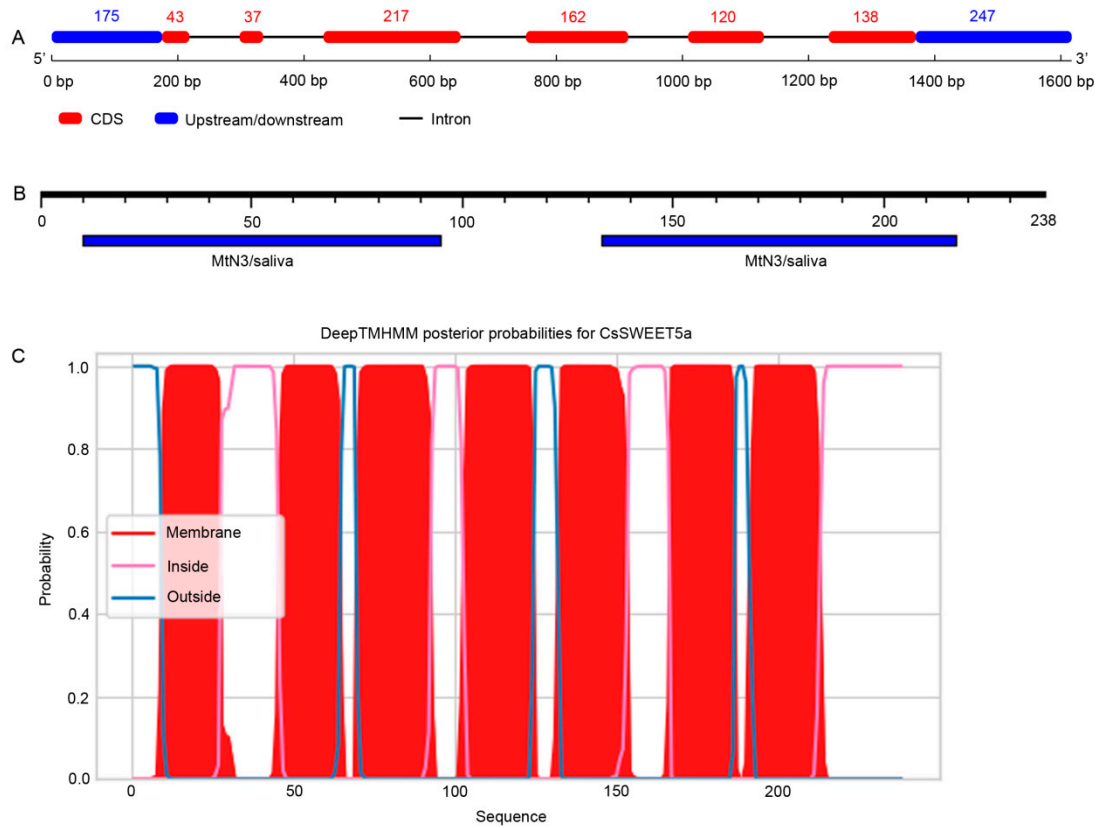 175 43 37 217 162 120 138 247
A
5’ 3’
0 bp 200 bp 400 bp 600 bp 800 bp 1000 bp 1200 bp 1400 bp 1600 bp
CDS Upstream/downstream Intron
B
0 50 100 150 200 238
MtN3/saliva MtN3/saliva
DeepTMHMM posterior probabilities for CsSWEET5a
C
1.0
0.8
0.6
0.4
0.2
0.0
Probability
Membrane
Inside
Outside
0 50 100 150 200
Sequence